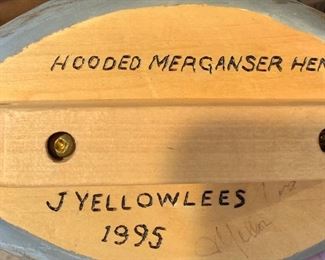 HOODED MERGANSER HEN
J YELLOWLEES
1995